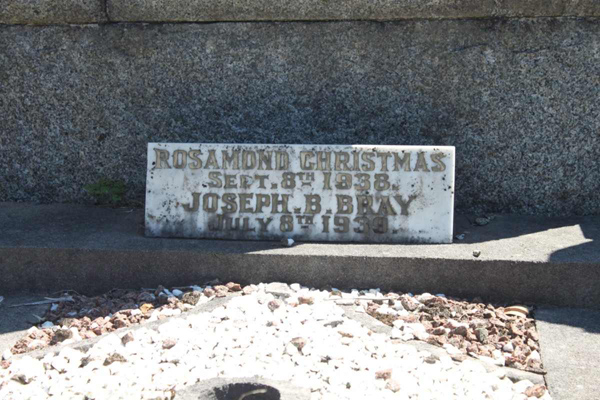 ROSAMOND CHRISTMAS
SEPT. 8TH 1938.
JOSEPH. B. BRAY
JULY 8TH 1939.